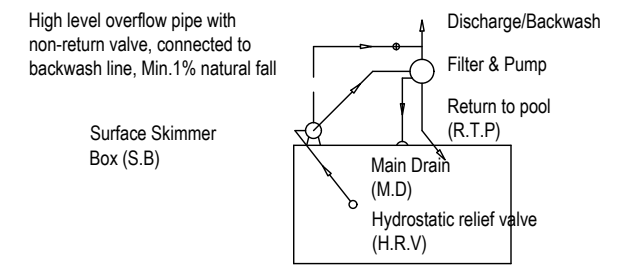 High level overflow pipe with
non-return valve, connected to
backwash line, Min.1% natural fall
Discharge/Backwash
Filter & Pump
Return to pool
(R.T.P)
Surface Skimmer
Box (S.B)
Main Drain
(M.D)
Hydrostatic relief valve
(H.R.V)